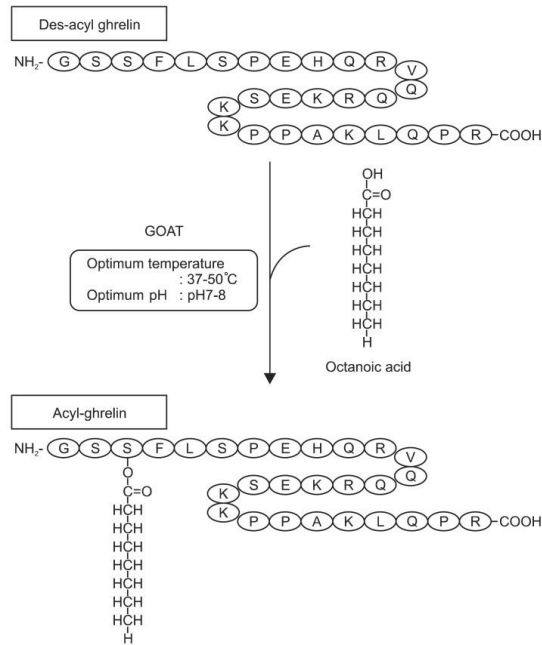 Des-acyl ghrelin
NH2- G S S F L S P E H Q R
V
Q
S E K R Q
K
K
P P A K L Q P R -COOH
GOAT
Optimum temperature
: 37-50°C
Optimum pH : pH7-8
OH
C=O
HCH
HCH
HCH
HCH
HCH
HCH
HCH
H
Octanoic acid
Acyl-ghrelin
NH2- G S S F L S P E H Q R
V
Q
S E K R Q
K
K
P P A K L Q P R -COOH
O
C=O
HCH
HCH
HCH
HCH
HCH
HCH
HCH
H